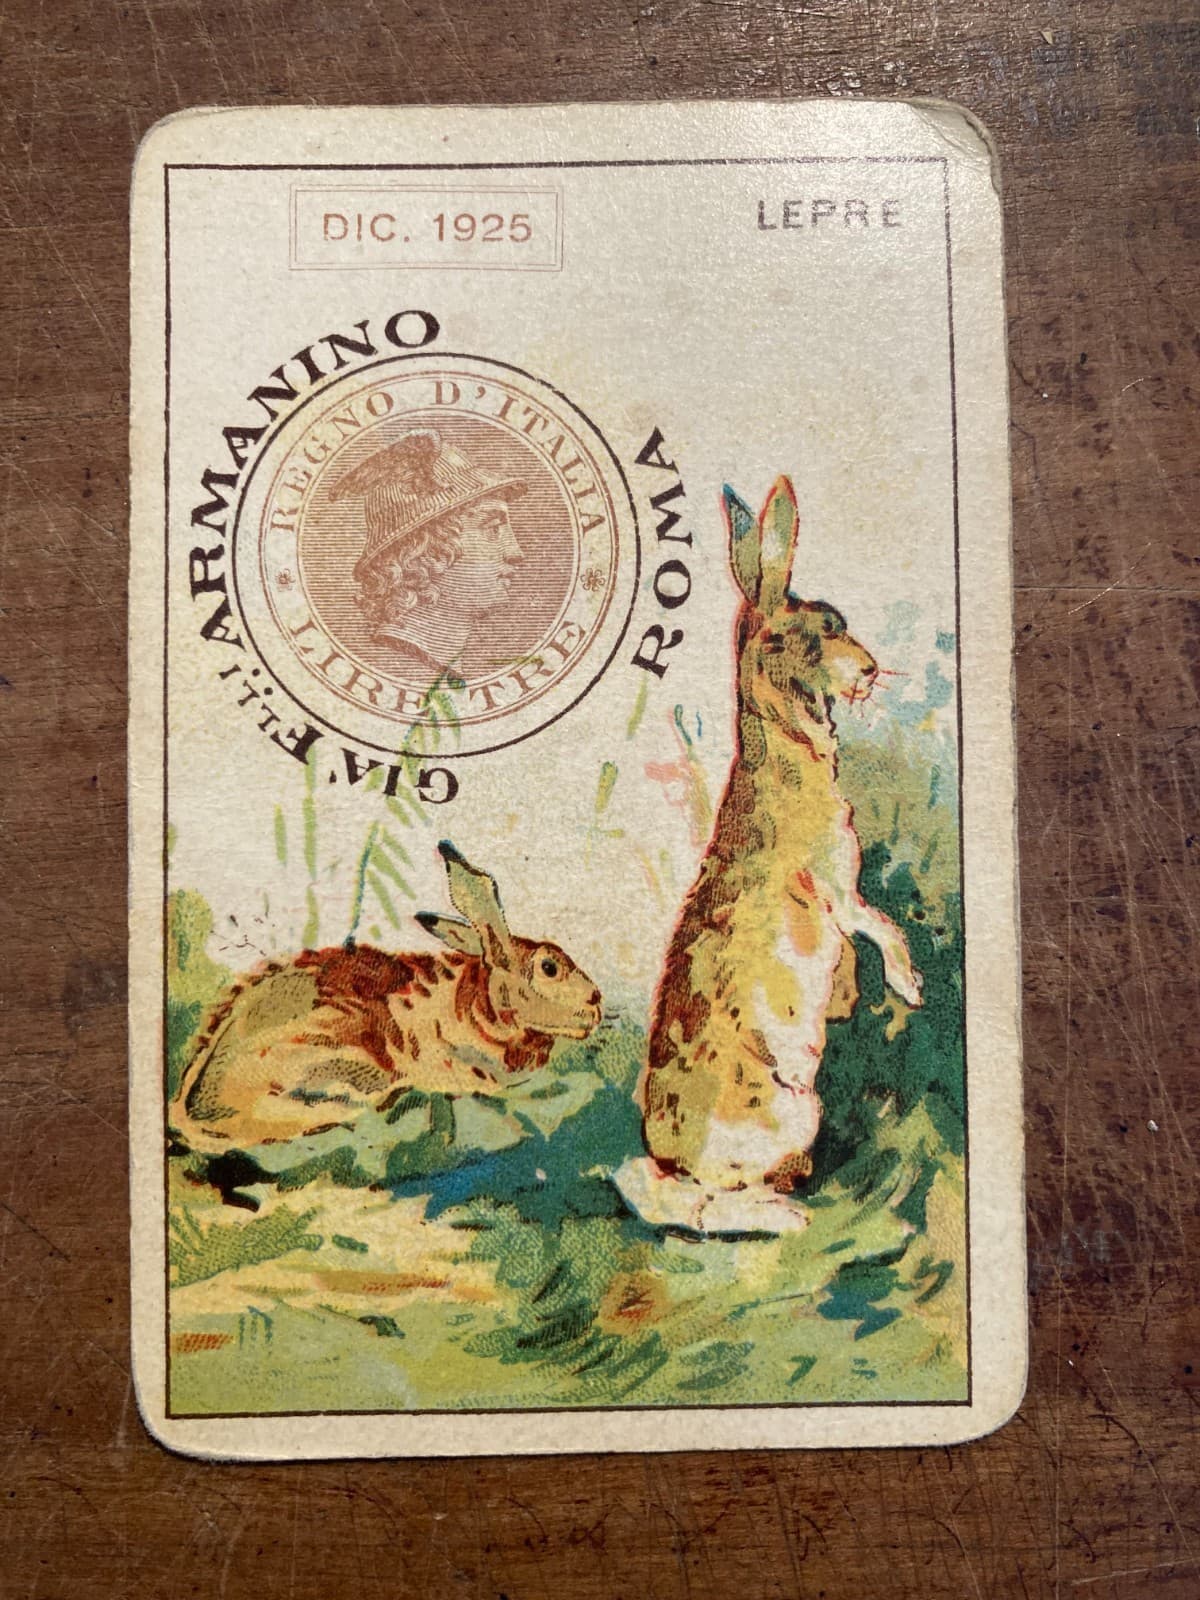 DIC. 1925
LEPRE
GIA' F.LLI ARMANINO
ROMA
REGNO D'ITALIA
LIRE TRE